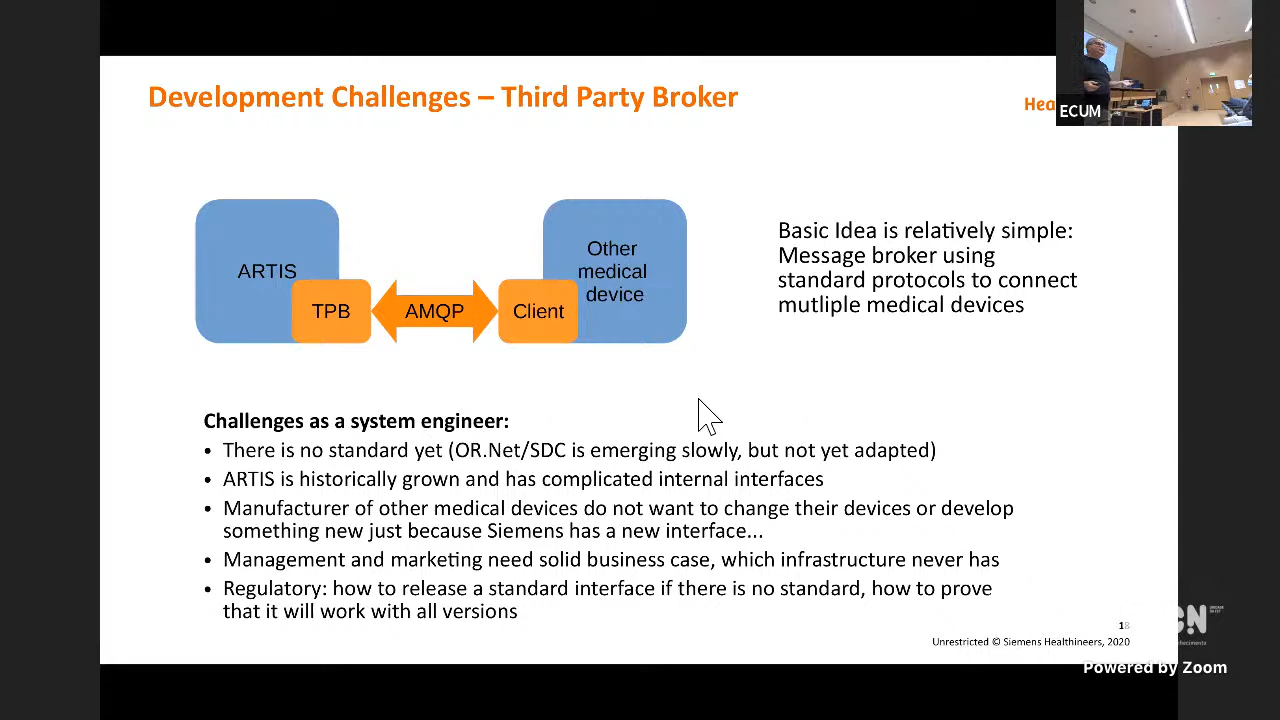 Development Challenges – Third Party Broker
Hea
ECUM
ARTIS
TPB
AMQP
Client
Other
medical
device
Basic Idea is relatively simple:
Message broker using
standard protocols to connect
mutliple medical devices
Challenges as a system engineer:
• There is no standard yet (OR.Net/SDC is emerging slowly, but not yet adapted)
• ARTIS is historically grown and has complicated internal interfaces
• Manufacturer of other medical devices do not want to change their devices or develop
something new just because Siemens has a new interface...
• Management and marketing need solid business case, which infrastructure never has
• Regulatory: how to release a standard interface if there is no standard, how to prove
that it will work with all versions
18
Unrestricted © Siemens Healthineers, 2020
Powered by Zoom